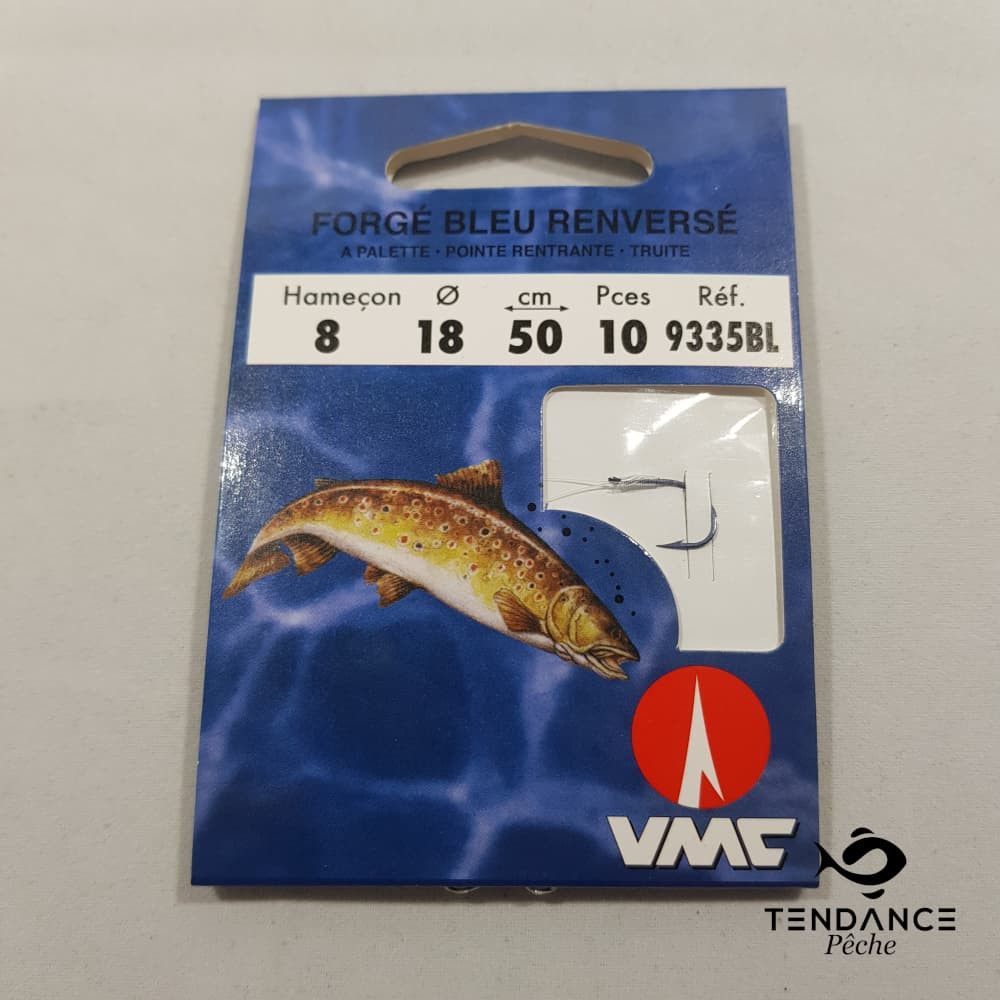 FORGÉ BLEU RENVERSÉ
A PALETTE · POINTE RENTRANTE · TRUITE
Hameçon Ø cm Pces Réf.
8 18 50 10 9335BL
VMC
TENDANCE
Pêche